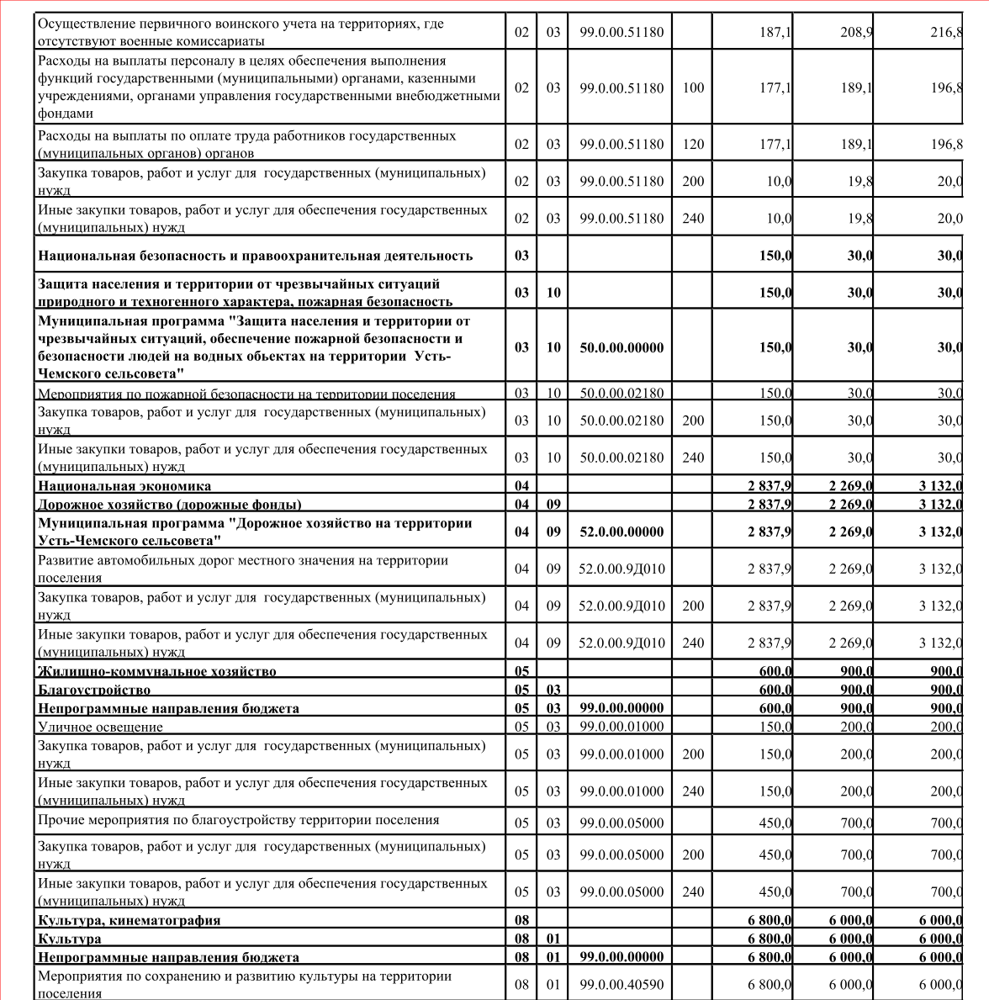 Осуществление первичного воинского учета на территориях, где
отсутствуют военные комиссариаты
02 03 99.0.00.51180 187,1 208,9 216,8
Расходы на выплаты персоналу в целях обеспечения выполнения
функций государственными (муниципальными) органами, казенными
учреждениями, органами управления государственными внебюджетными
фондами
02 03 99.0.00.51180 100 177,1 189,1 196,8
Расходы на выплаты по оплате труда работников государственных
(муниципальных органов) органов
02 03 99.0.00.51180 120 177,1 189,1 196,8
Закупка товаров, работ и услуг для  государственных (муниципальных)
нужд
02 03 99.0.00.51180 200 10,0 19,8 20,0
Иные закупки товаров, работ и услуг для обеспечения государственных
(муниципальных) нужд
02 03 99.0.00.51180 240 10,0 19,8 20,0
Национальная безопасность и правоохранительная деятельность 03 150,0 30,0 30,0
Защита населения и территории от чрезвычайных ситуаций
природного и техногенного характера, пожарная безопасность
03 10 150,0 30,0 30,0
Муниципальная программа "Защита населения и территории от
чрезвычайных ситуаций, обеспечение пожарной безопасности и
безопасности людей на водных обьектах на территории  Усть-
Чемского сельсовета"
03 10 50.0.00.00000 150,0 30,0 30,0
Мероприятия по пожарной безопасности на территории поселения 03 10 50.0.00.02180 150,0 30,0 30,0
Закупка товаров, работ и услуг для  государственных (муниципальных)
нужд
03 10 50.0.00.02180 200 150,0 30,0 30,0
Иные закупки товаров, работ и услуг для обеспечения государственных
(муниципальных) нужд
03 10 50.0.00.02180 240 150,0 30,0 30,0
Национальная экономика 04 2 837,9 2 269,0 3 132,0
Дорожное хозяйство (дорожные фонды) 04 09 2 837,9 2 269,0 3 132,0
Муниципальная программа "Дорожное хозяйство на территории
Усть-Чемского сельсовета"
04 09 52.0.00.00000 2 837,9 2 269,0 3 132,0
Развитие автомобильных дорог местного значения на территории
поселения
04 09 52.0.00.9Д010 2 837,9 2 269,0 3 132,0
Закупка товаров, работ и услуг для  государственных (муниципальных)
нужд
04 09 52.0.00.9Д010 200 2 837,9 2 269,0 3 132,0
Иные закупки товаров, работ и услуг для обеспечения государственных
(муниципальных) нужд
04 09 52.0.00.9Д010 240 2 837,9 2 269,0 3 132,0
Жилищно-коммунальное хозяйство 05 600,0 900,0 900,0
Благоустройство 05 03 600,0 900,0 900,0
Непрограммные направления бюджета 05 03 99.0.00.00000 600,0 900,0 900,0
Уличное освещение 05 03 99.0.00.01000 150,0 200,0 200,0
Закупка товаров, работ и услуг для  государственных (муниципальных)
нужд
05 03 99.0.00.01000 200 150,0 200,0 200,0
Иные закупки товаров, работ и услуг для обеспечения государственных
(муниципальных) нужд
05 03 99.0.00.01000 240 150,0 200,0 200,0
Прочие мероприятия по благоустройству территории поселения 05 03 99.0.00.05000 450,0 700,0 700,0
Закупка товаров, работ и услуг для  государственных (муниципальных)
нужд
05 03 99.0.00.05000 200 450,0 700,0 700,0
Иные закупки товаров, работ и услуг для обеспечения государственных
(муниципальных) нужд
05 03 99.0.00.05000 240 450,0 700,0 700,0
Культура, кинематография 08 6 800,0 6 000,0 6 000,0
Культура 08 01 6 800,0 6 000,0 6 000,0
Непрограммные направления бюджета 08 01 99.0.00.00000 6 800,0 6 000,0 6 000,0
Мероприятия по сохранению и развитию культуры на территории
поселения
08 01 99.0.00.40590 6 800,0 6 000,0 6 000,0